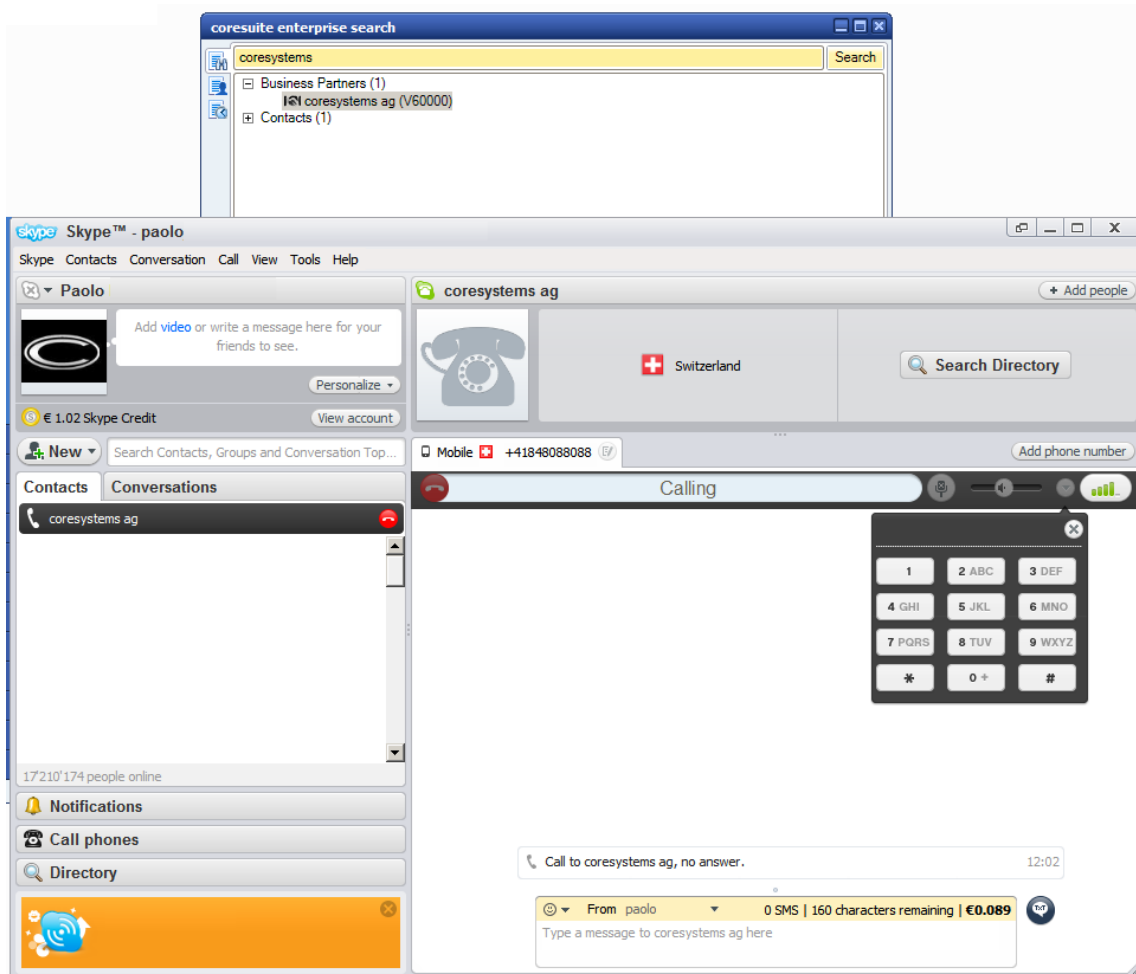 coresuite enterprise search
coresystems Search
Business Partners (1)
coresystems ag (V60000)
Contacts (1)
skype Skype™ - paolo
Skype Contacts Conversation Call View Tools Help
Paolo
Add video or write a message here for your
friends to see.
Personalize
€ 1.02 Skype Credit View account
New Search Contacts, Groups and Conversation Top...
Contacts Conversations
coresystems ag
17'210'174 people online
Notifications
Call phones
Directory
coresystems ag + Add people
Switzerland
Search Directory
Mobile +41848088088 Add phone number
Calling
1 2 ABC 3 DEF
4 GHI 5 JKL 6 MNO
7 PQRS 8 TUV 9 WXYZ
* 0 + #
Call to coresystems ag, no answer. 12:02
From paolo 0 SMS | 160 characters remaining | €0.089
TXT
Type a message to coresystems ag here